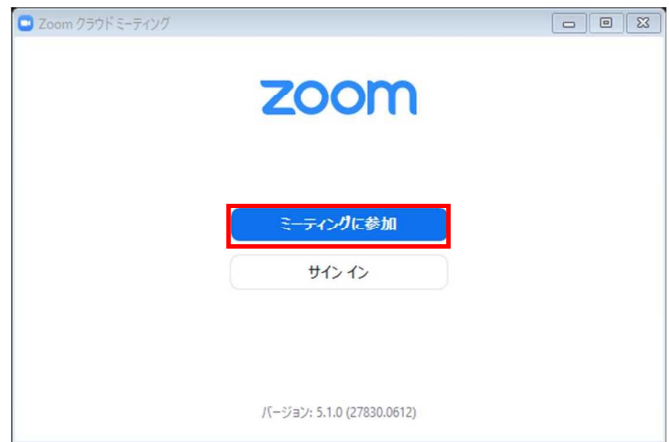 Zoom クラウド ミーティング
zoom
ミーティングに参加
サイン イン
バージョン: 5.1.0 (27830.0612)